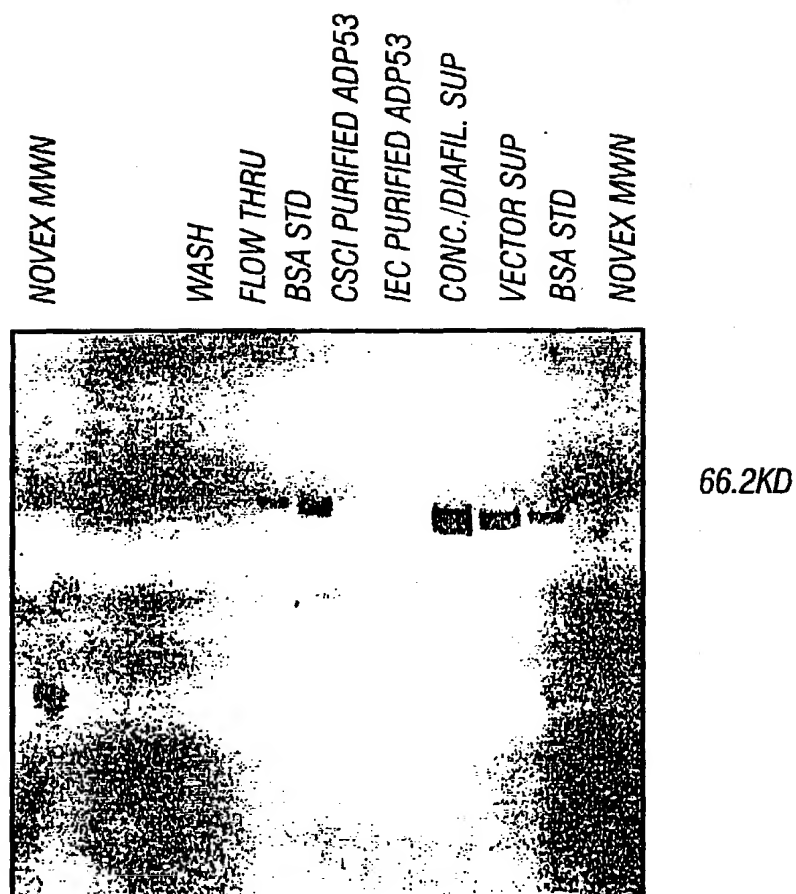 NOVEX MWN
WASH
FLOW THRU
BSA STD
CSCI PURIFIED ADP53
IEC PURIFIED ADP53
CONC./DIAFIL. SUP
VECTOR SUP
BSA STD
NOVEX MWN
66.2KD